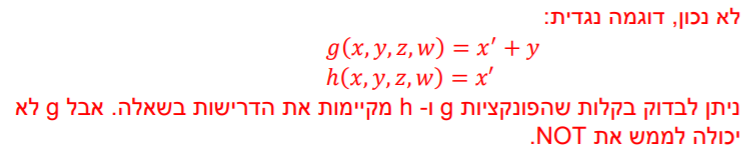 לא נכון, דוגמה נגדית:
g(x, y, z, w) = x′ + y
h(x, y, z, w) = x′
ניתן לבדוק בקלות שהפונקציות g ו- h מקיימות את הדרישות בשאלה. אבל g לא
יכולה לממש את NOT.